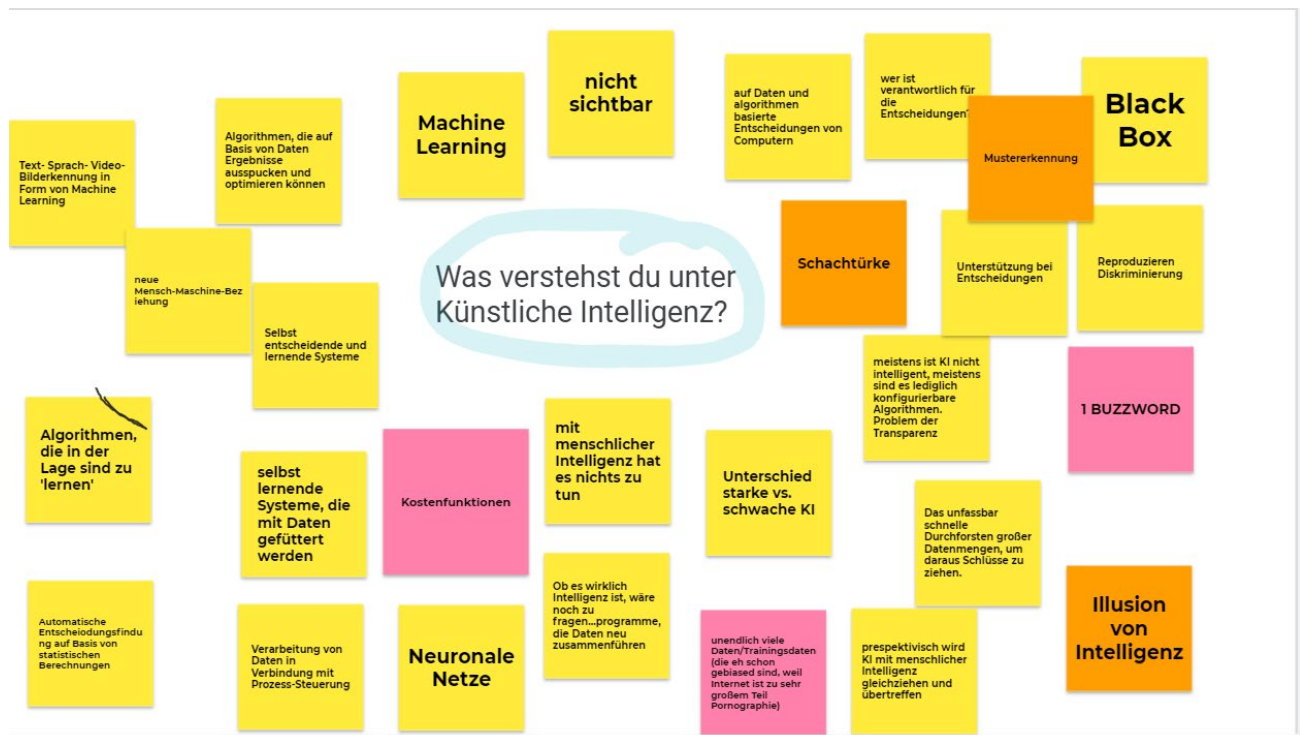 Text- Sprach- Video-
Bilderkennung in
Form von Machine
Learning
Algorithmen, die auf
Basis von Daten
Ergebnisse
ausspucken und
optimieren können
Machine
Learning
nicht
sichtbar
auf Daten und
algorithmen
basierte
Entscheidungen von
Computern
wer ist
verantwortlich für
die
Entscheidungen?
Mustererkennung
Black
Box
neue
Mensch-Maschine-Bez
iehung
Selbst
entscheidende und
lernende Systeme
Was verstehst du unter
Künstliche Intelligenz?
Schachtürke
Unterstützung bei
Entscheidungen
Reproduzieren
Diskriminierung
meistens ist KI nicht
intelligent, meistens
sind es lediglich
konfigurierbare
Algorithmen.
Problem der
Transparenz
1 BUZZWORD
Algorithmen,
die in der
Lage sind zu
'lernen'
selbst
lernende
Systeme, die
mit Daten
gefüttert
werden
Kostenfunktionen
mit
menschlicher
Intelligenz hat
es nichts zu
tun
Unterschied
starke vs.
schwache KI
Das unfassbar
schnelle
Durchforsten großer
Datenmengen, um
daraus Schlüsse zu
ziehen.
Automatische
Entscheiodungsfindu
ng auf Basis von
statistischen
Berechnungen
Verarbeitung von
Daten in
Verbindung mit
Prozess-Steuerung
Neuronale
Netze
Ob es wirklich
Intelligenz ist, wäre
noch zu
fragen...programme,
die Daten neu
zusammenführen
unendlich viele
Daten/Trainingsdaten
(die eh schon
gebiased sind, weil
Internet ist zu sehr
großem Teil
Pornographie)
prespektivisch wird
KI mit menschlicher
Intelligenz
gleichziehen und
übertreffen
Illusion
von
Intelligenz